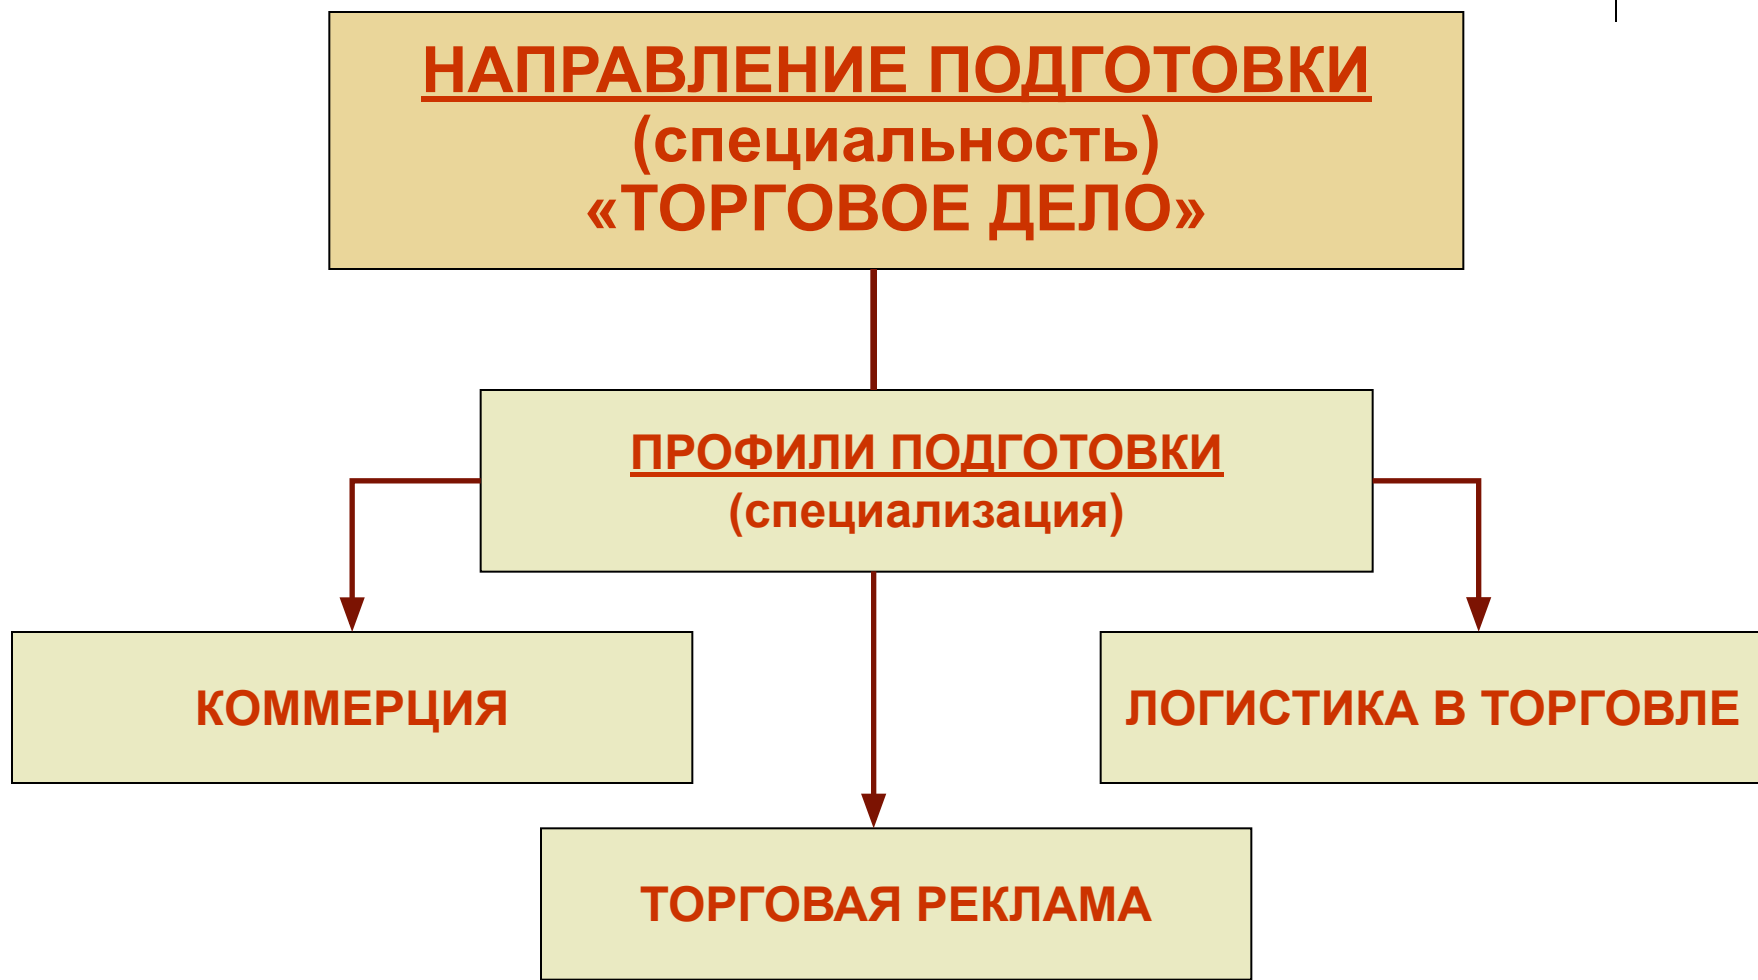 НАПРАВЛЕНИЕ ПОДГОТОВКИ
(специальность)
«ТОРГОВОЕ ДЕЛО»
ПРОФИЛИ ПОДГОТОВКИ
(специализация)
КОММЕРЦИЯ
ЛОГИСТИКА В ТОРГОВЛЕ
ТОРГОВАЯ РЕКЛАМА